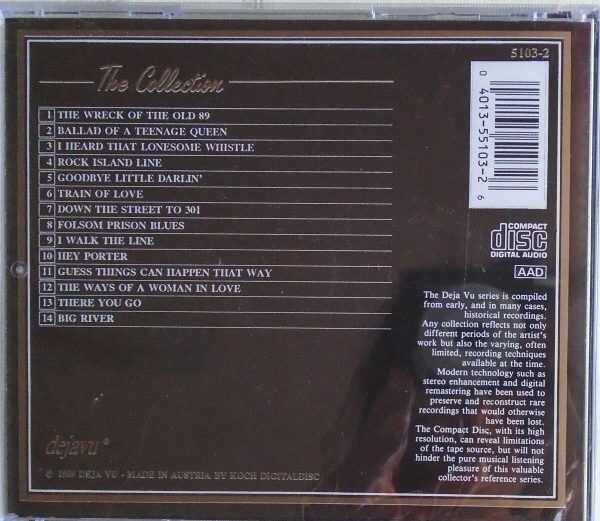 5103-2
The Collection
1 THE WRECK OF THE OLD 89
2 BALLAD OF A TEENAGE QUEEN
3 I HEARD THAT LONESOME WHISTLE
4 ROCK ISLAND LINE
5 GOODBYE LITTLE DARLIN'
6 TRAIN OF LOVE
7 DOWN THE STREET TO 301
8 FOLSOM PRISON BLUES
9 I WALK THE LINE
10 HEY PORTER
11 GUESS THINGS CAN HAPPEN THAT WAY
12 THE WAYS OF A WOMAN IN LOVE
13 THERE YOU GO
14 BIG RIVER
0 4013-55103-2 6
COMPACT
disc
DIGITAL AUDIO
AAD
The Deja Vu series is compiled
from early, and in many cases,
historical recordings.
Any collection reflects not only
different periods of the artist's
work but also the varying, often
limited, recording techniques
available at the time.
Modern technology such as
stereo enhancement and digital
remastering have been used to
preserve and reconstruct rare
recordings that would otherwise
have been lost.
The Compact Disc, with its high
resolution, can reveal limitations
of the tape source, but will not
hinder the pure musical listening
pleasure of this valuable
collector's reference series.
dejavu ®
© DEJA VU - MADE IN AUSTRIA BY KOCH DIGITALDISC